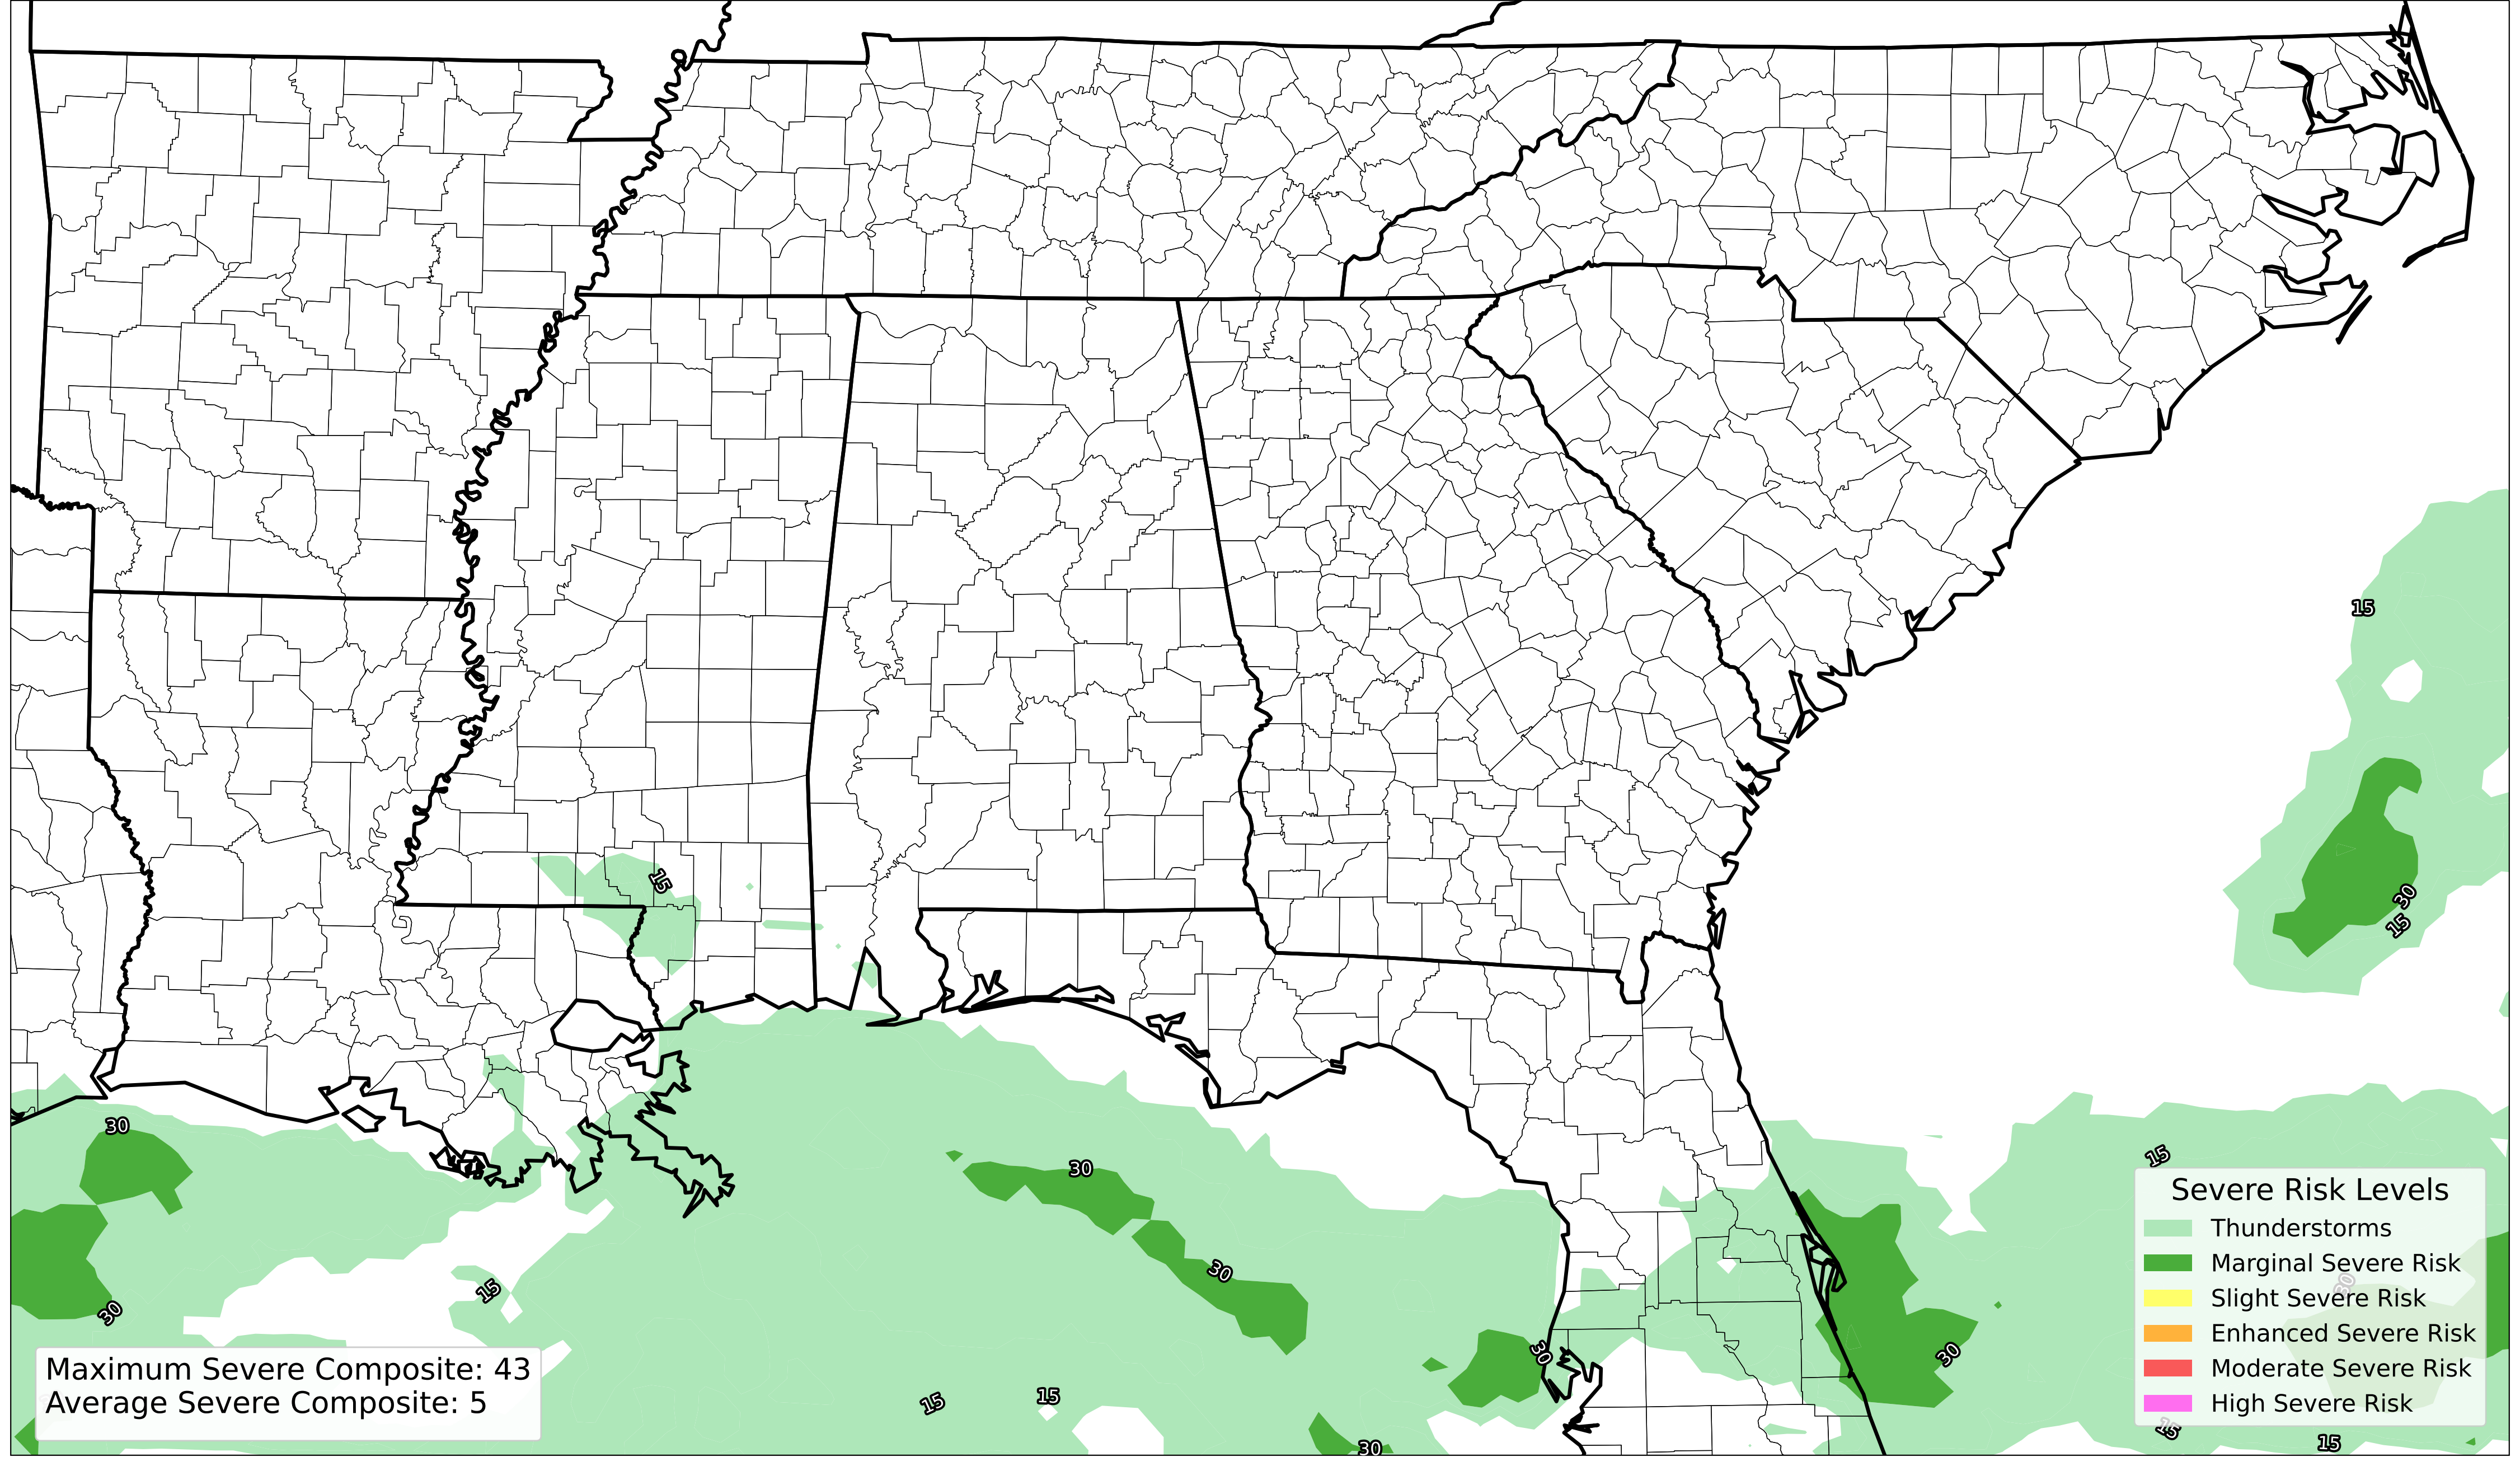 15
15
30
15
30
30
15
30
30
15
30
30
30
15
15
30
15
15
30
Severe Risk Levels
Thunderstorms
Marginal Severe Risk
Slight Severe Risk
Enhanced Severe Risk
Moderate Severe Risk
High Severe Risk
Maximum Severe Composite: 43
Average Severe Composite: 5